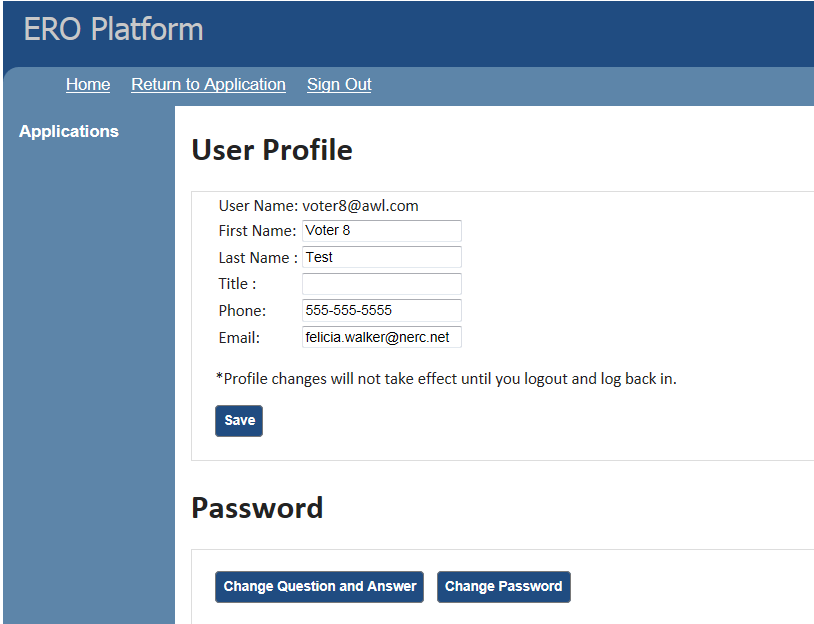 ERO Platform
Home Return to Application Sign Out
Applications
User Profile
User Name: voter8@awl.com
First Name: Voter 8
Last Name : Test
Title :
Phone: 555-555-5555
Email: felicia.walker@nerc.net
*Profile changes will not take effect until you logout and log back in.
Save
Password
Change Question and Answer Change Password